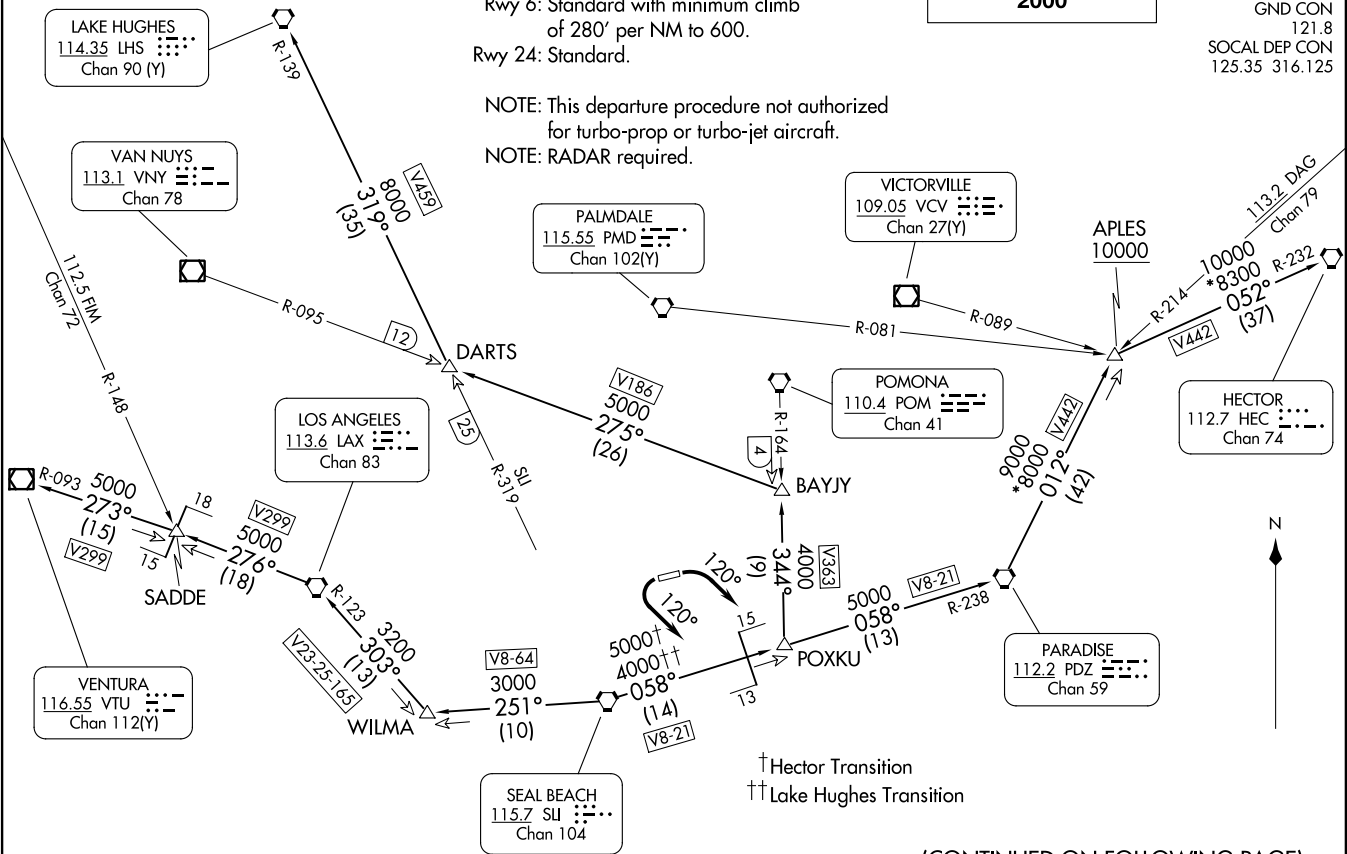 Rwy 6: Standard with minimum climb
of 280' per NM to 600.
Rwy 24: Standard.
2000
GND CON
121.8
SOCAL DEP CON
125.35 316.125
NOTE: This departure procedure not authorized
for turbo-prop or turbo-jet aircraft.
NOTE: RADAR required.
LAKE HUGHES
114.35 LHS
Chan 90 (Y)
R-139
V459
8000
319°
(35)
VAN NUYS
113.1 VNY
Chan 78
R-095
12
DARTS
25
SLI
R-319
112.5 FIM
Chan 72
R-148
PALMDALE
115.55 PMD
Chan 102(Y)
R-081
VICTORVILLE
109.05 VCV
Chan 27(Y)
R-089
APLES
10000
113.2 DAG
Chan 79
R-214
10000
*8300
052°
(37)
R-232
V442
HECTOR
112.7 HEC
Chan 74
V186
5000
275°
(26)
POMONA
110.4 POM
Chan 41
R-164
4
BAYJY
V442
9000
*8000
012°
(42)
LOS ANGELES
113.6 LAX
Chan 83
R-093
5000
273°
(15)
V299
18
15
SADDE
V299
5000
276°
(18)
R-123
3200
303°
(13)
V23-25-165
WILMA
VENTURA
116.55 VTU
Chan 112(Y)
V8-64
3000
251°
(10)
120°
120°
V363
4000
344°
(9)
5000†
4000††
058°
(14)
V8-21
15
13
POXKU
5000
058°
(13)
V8-21
R-238
PARADISE
112.2 PDZ
Chan 59
N
SEAL BEACH
115.7 SLI
Chan 104
†Hector Transition
††Lake Hughes Transition
(CONTINUED ON FOLLOWING PAGE)